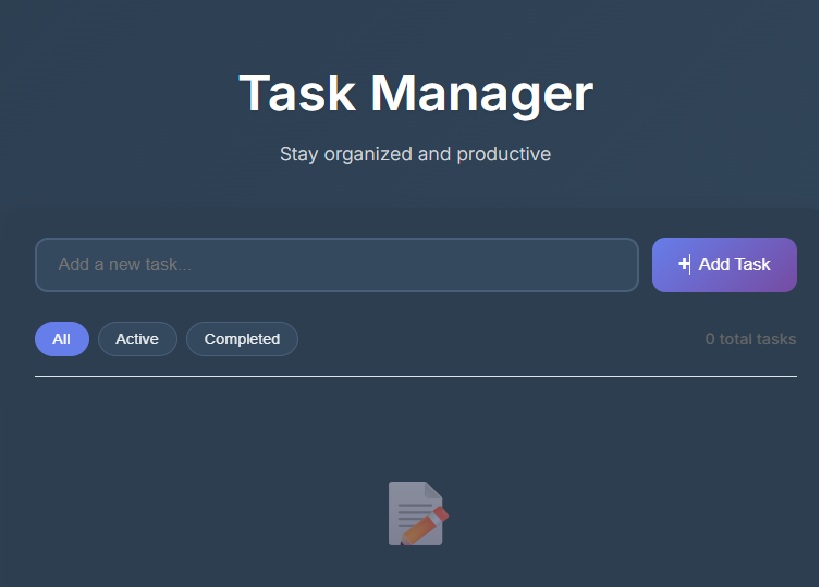 Task Manager
Stay organized and productive
Add a new task...
+ Add Task
All Active Completed 0 total tasks